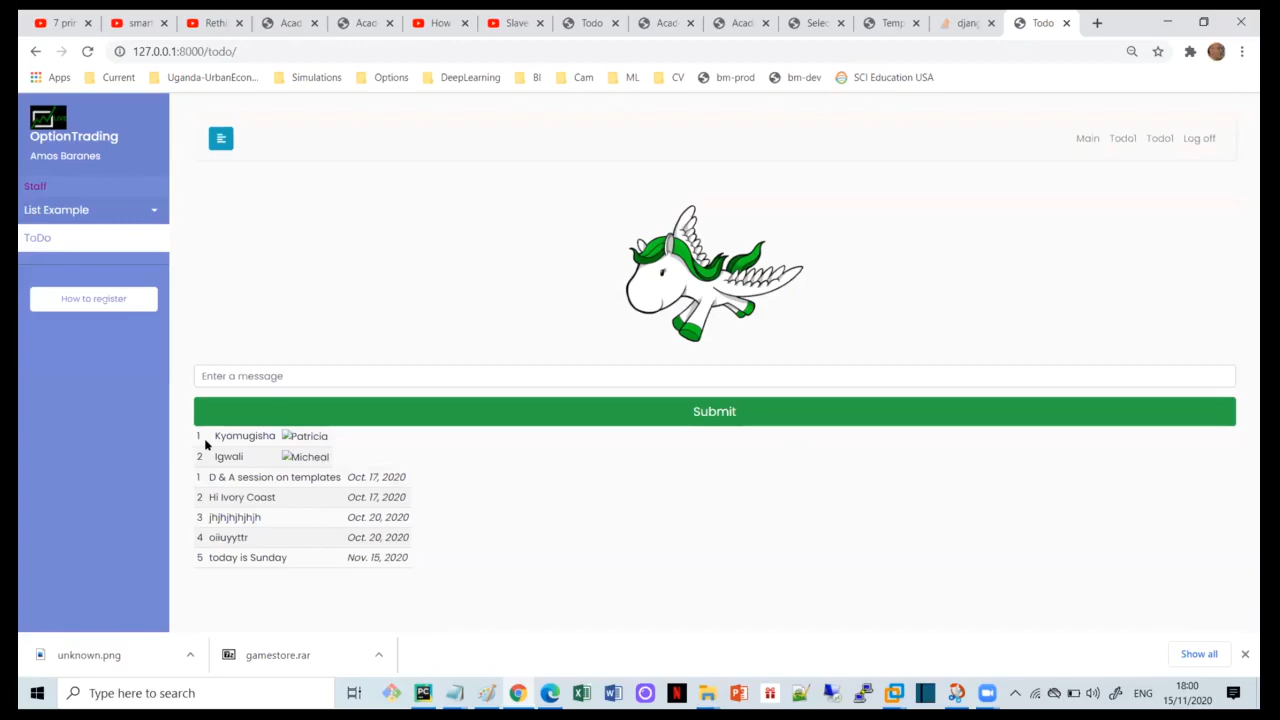 7 prin
smart
Rethi
Acad
Acade
How
Slave
Todo
Acade
Acad
Selec
Temp
djang
Todo
127.0.0.1:8000/todo/
Apps
Current
Uganda-UrbanEcon...
Simulations
Options
DeepLearning
BI
Cam
ML
CV
bm-prod
bm-dev
SCI Education USA
OptionTrading
Amos Baranes
Staff
List Example
ToDo
How to register
Main Todo1 Todo1 Log off
Enter a message
Submit
1 Kyomugisha Patricia
2 Igwali Micheal
1 D & A session on templates Oct. 17, 2020
2 Hi Ivory Coast Oct. 17, 2020
3 jhjhjhjhjh Oct. 20, 2020
4 oiiuyyttr Oct. 20, 2020
5 today is Sunday Nov. 15, 2020
unknown.png
gamestore.rar
Show all
Type here to search
ENG
18:00
15/11/2020